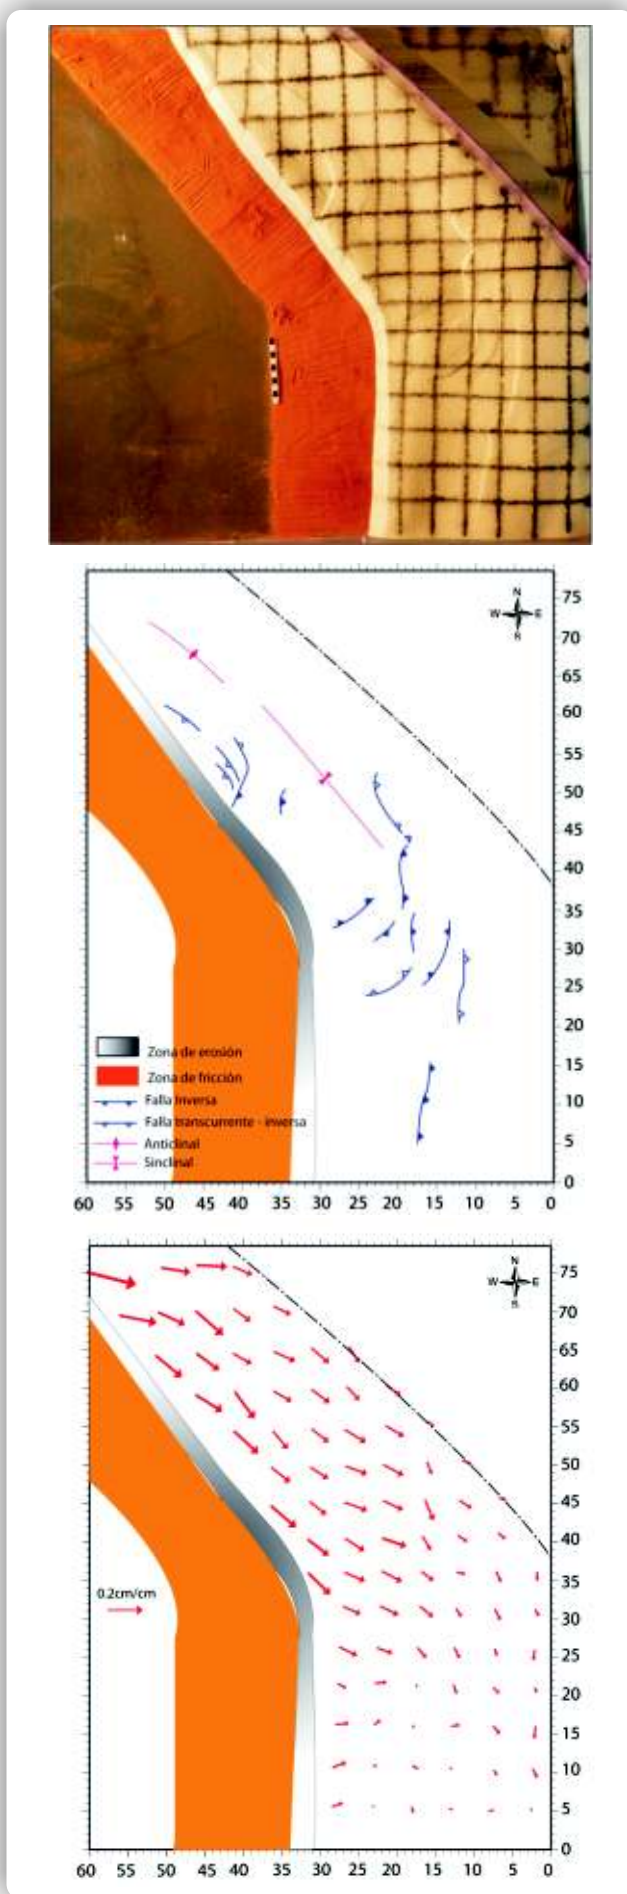 N
W E
S
75
70
65
60
55
50
45
40
35
30
25
20
15
10
5
0
Zona de erosión
Zona de fricción
Falla Inversa
Falla transcurrente - inversa
Anticlinal
Sinclinal
60 55 50 45 40 35 30 25 20 15 10 5 0
N
W E
S
75
70
65
60
55
50
45
40
35
30
25
20
15
10
5
0
0.2cm/cm
60 55 50 45 40 35 30 25 20 15 10 5 0